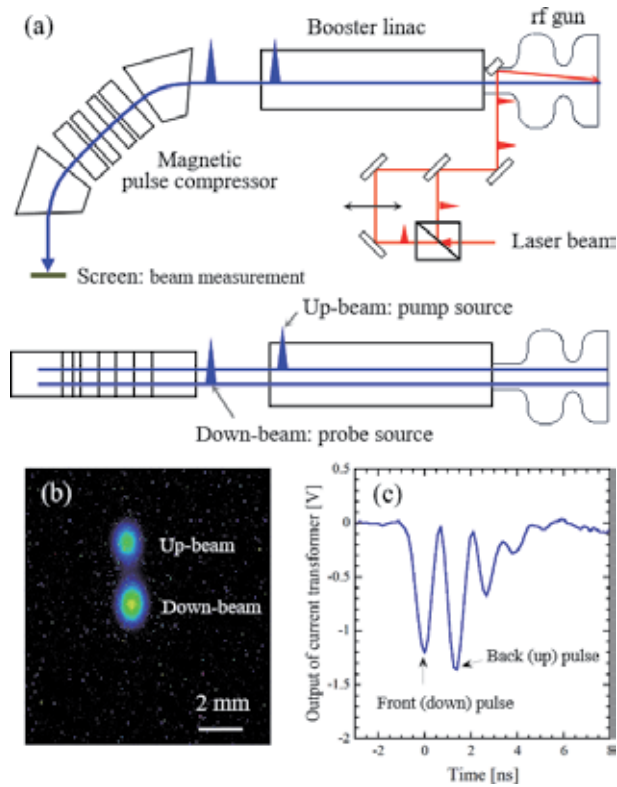 (a)
Booster linac
rf gun
Magnetic
pulse compressor
Laser beam
Screen: beam measurement
Up-beam: pump source
Down-beam: probe source
(b)
Up-beam
Down-beam
2 mm
(c)
Output of current transformer [V]
0.5
0
-0.5
-1
-1.5
-2
Back (up) pulse
Front (down) pulse
-2 0 2 4 6 8
Time [ns]